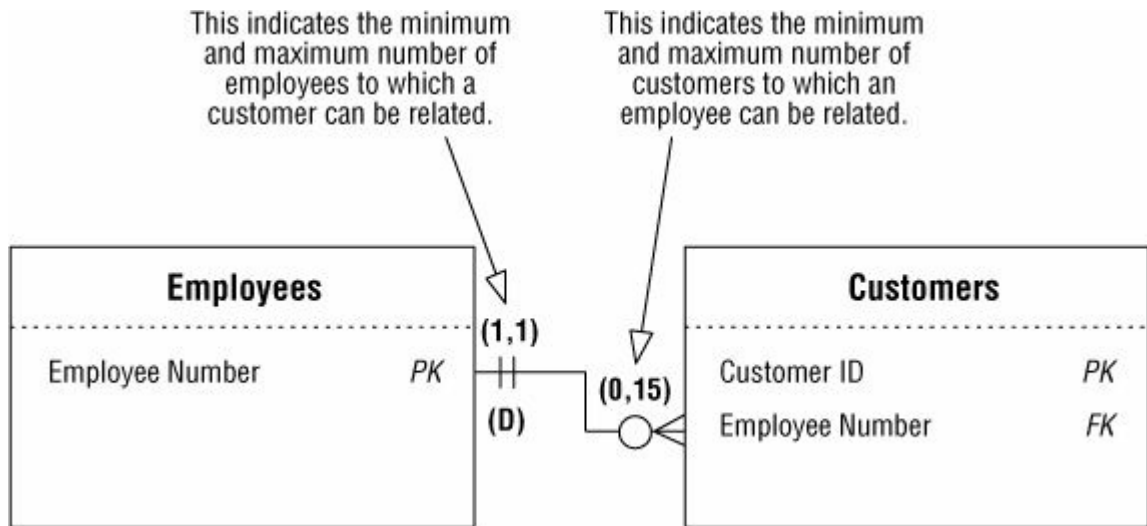 This indicates the minimum
and maximum number of
employees to which a
customer can be related.
This indicates the minimum
and maximum number of
customers to which an
employee can be related.
Employees
Employee Number PK
(1,1)
(D)
(0,15)
Customers
Customer ID PK
Employee Number FK